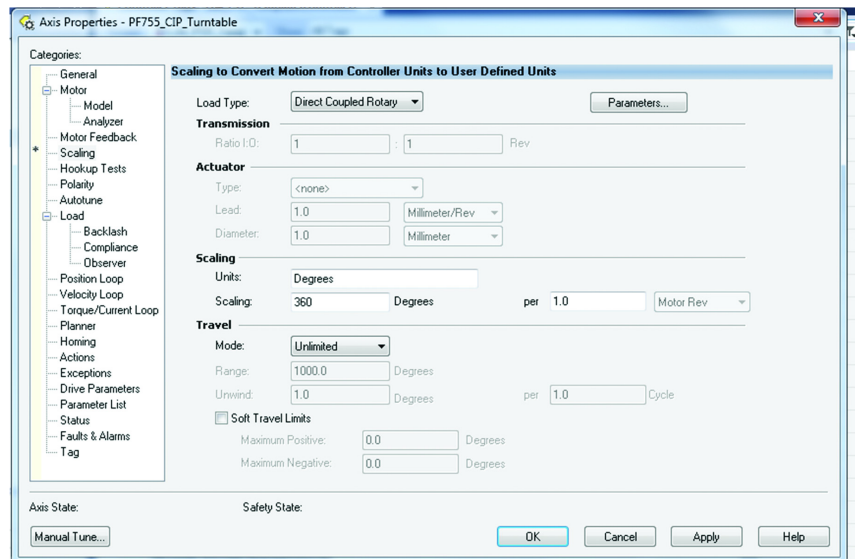 Axis Properties - PF755_CIP_Turntable
Categories:
General
Motor
Model
Analyzer
Motor Feedback
* Scaling
Hookup Tests
Polarity
Autotune
Load
Backlash
Compliance
Observer
Position Loop
Velocity Loop
Torque/Current Loop
Planner
Homing
Actions
Exceptions
Drive Parameters
Parameter List
Status
Faults & Alarms
Tag
Scaling to Convert Motion from Controller Units to User Defined Units
Load Type: Direct Coupled Rotary Parameters...
Transmission
Ratio I:O: 1 : 1 Rev
Actuator
Type: <none>
Lead: 1.0 Millimeter/Rev
Diameter: 1.0 Millimeter
Scaling
Units: Degrees
Scaling: 360 Degrees per 1.0 Motor Rev
Travel
Mode: Unlimited
Range: 1000.0 Degrees
Unwind: 1.0 Degrees per 1.0 Cycle
Soft Travel Limits
Maximum Positive: 0.0 Degrees
Maximum Negative: 0.0 Degrees
Axis State: Safety State:
Manual Tune... OK Cancel Apply Help